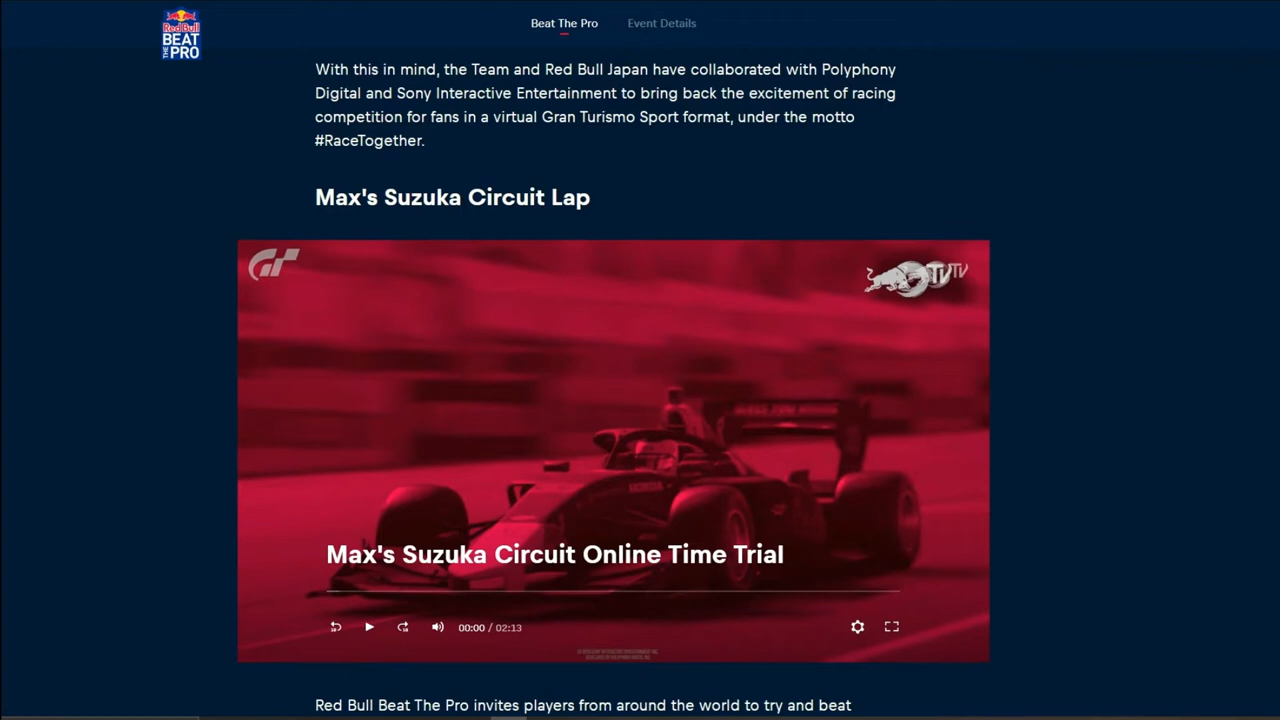 Red Bull
BEAT
THE PRO
Beat The Pro
Event Details
With this in mind, the Team and Red Bull Japan have collaborated with Polyphony
Digital and Sony Interactive Entertainment to bring back the excitement of racing
competition for fans in a virtual Gran Turismo Sport format, under the motto
#RaceTogether.
Max's Suzuka Circuit Lap
GT
TV TV
HONDA
Max's Suzuka Circuit Online Time Trial
00:00 / 02:13
Red Bull Beat The Pro invites players from around the world to try and beat